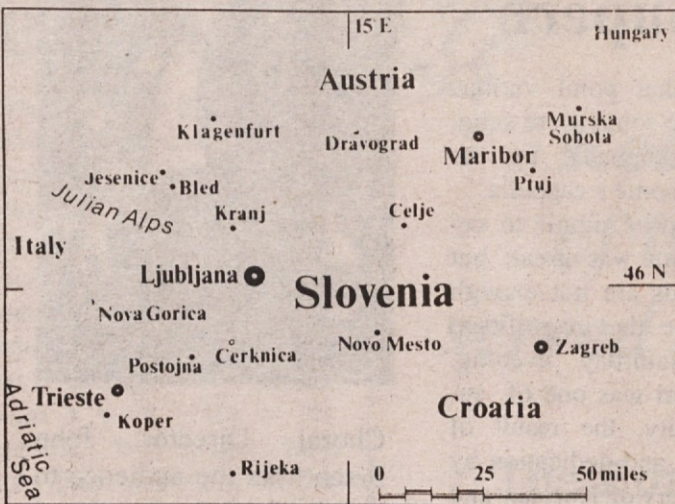 15 E
Hungary
Austria
Klagenfurt
Dravograd
Maribor
Murska
Sobota
Ptuj
Jesenice
Bled
Julian Alps
Kranj
Celje
Italy
Ljubljana
Slovenia
46 N
Nova Gorica
Postojna
Cerknica
Novo Mesto
Zagreb
Trieste
Koper
Croatia
Adriatic
Sea
Rijeka
0 25 50 miles